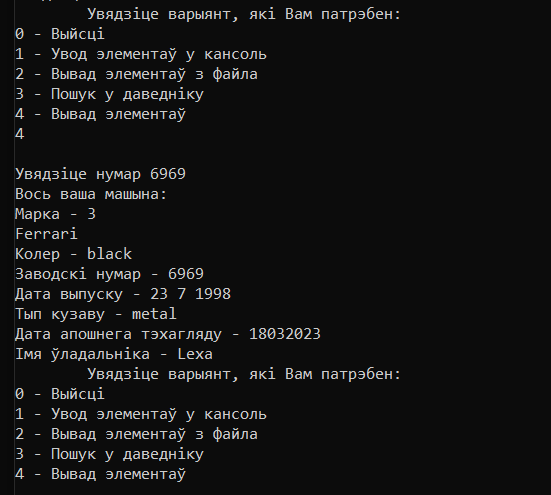 Увядзіце варыянт, які Вам патрэбен:
0 - Выйсці
1 - Увод элементаў у кансоль
2 - Вывад элементаў з файла
3 - Пошук у даведніку
4 - Вывад элементаў
4
Увядзіце нумар 6969
Вось ваша машына:
Марка - 3
Ferrari
Колер - black
Заводскі нумар - 6969
Дата выпуску - 23 7 1998
Тып кузаву - metal
Дата апошнега тэхагляду - 18032023
Імя ўладальніка - Lexa
Увядзіце варыянт, які Вам патрэбен:
0 - Выйсці
1 - Увод элементаў у кансоль
2 - Вывад элементаў з файла
3 - Пошук у даведніку
4 - Вывад элементаў